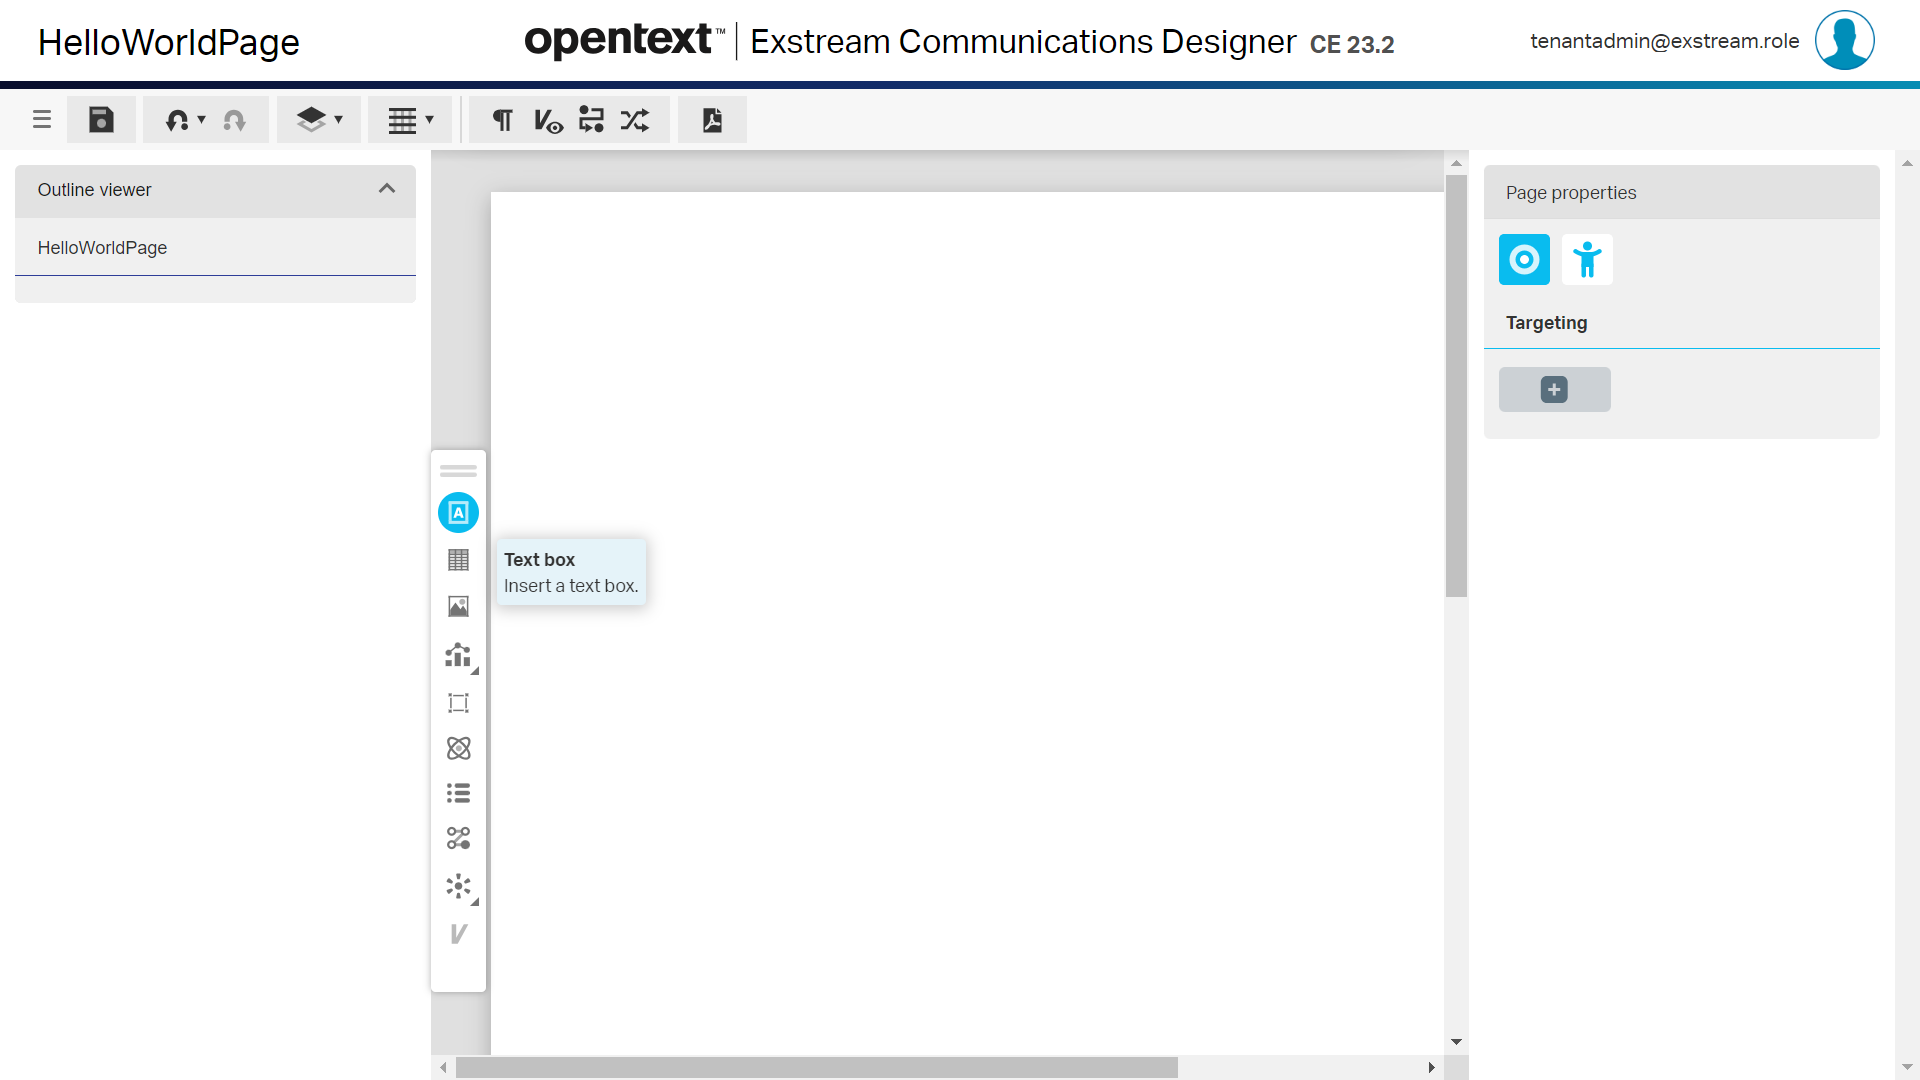 HelloWorldPage
opentext™ | Exstream Communications Designer CE 23.2
tenantadmin@exstream.role
Outline viewer
HelloWorldPage
Text box
Insert a text box.
Page properties
Targeting